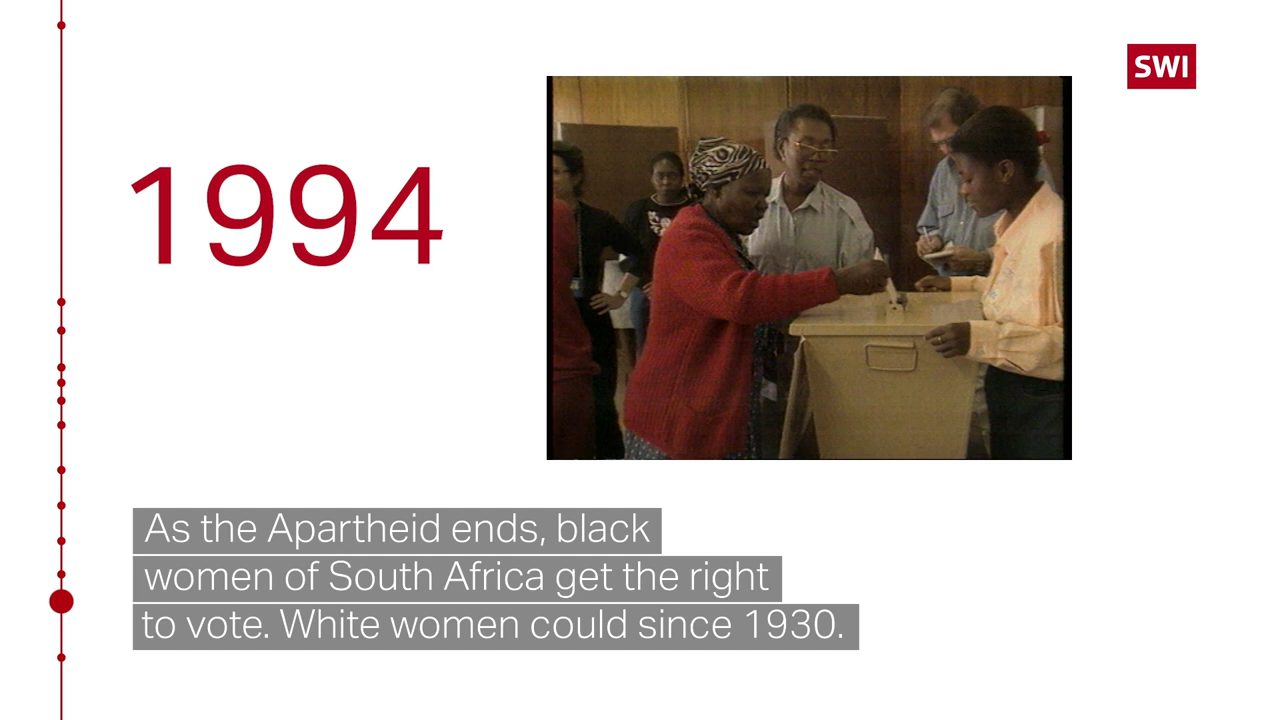 SWI
1994
As the Apartheid ends, black
women of South Africa get the right
to vote. White women could since 1930.